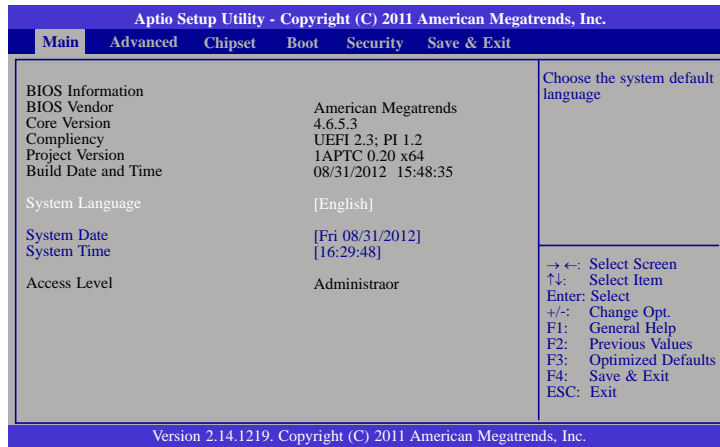 Aptio Setup Utility - Copyright (C) 2011 American Megatrends, Inc.
Main Advanced Chipset Boot Security Save & Exit
BIOS Information
BIOS Vendor American Megatrends
Core Version 4.6.5.3
Compliency UEFI 2.3; PI 1.2
Project Version 1APTC 0.20 x64
Build Date and Time 08/31/2012 15:48:35
System Language [English]
System Date [Fri 08/31/2012]
System Time [16:29:48]
Access Level Administraor
Choose the system default
language
→←: Select Screen
↑↓: Select Item
Enter: Select
+/-: Change Opt.
F1: General Help
F2: Previous Values
F3: Optimized Defaults
F4: Save & Exit
ESC: Exit
Version 2.14.1219. Copyright (C) 2011 American Megatrends, Inc.